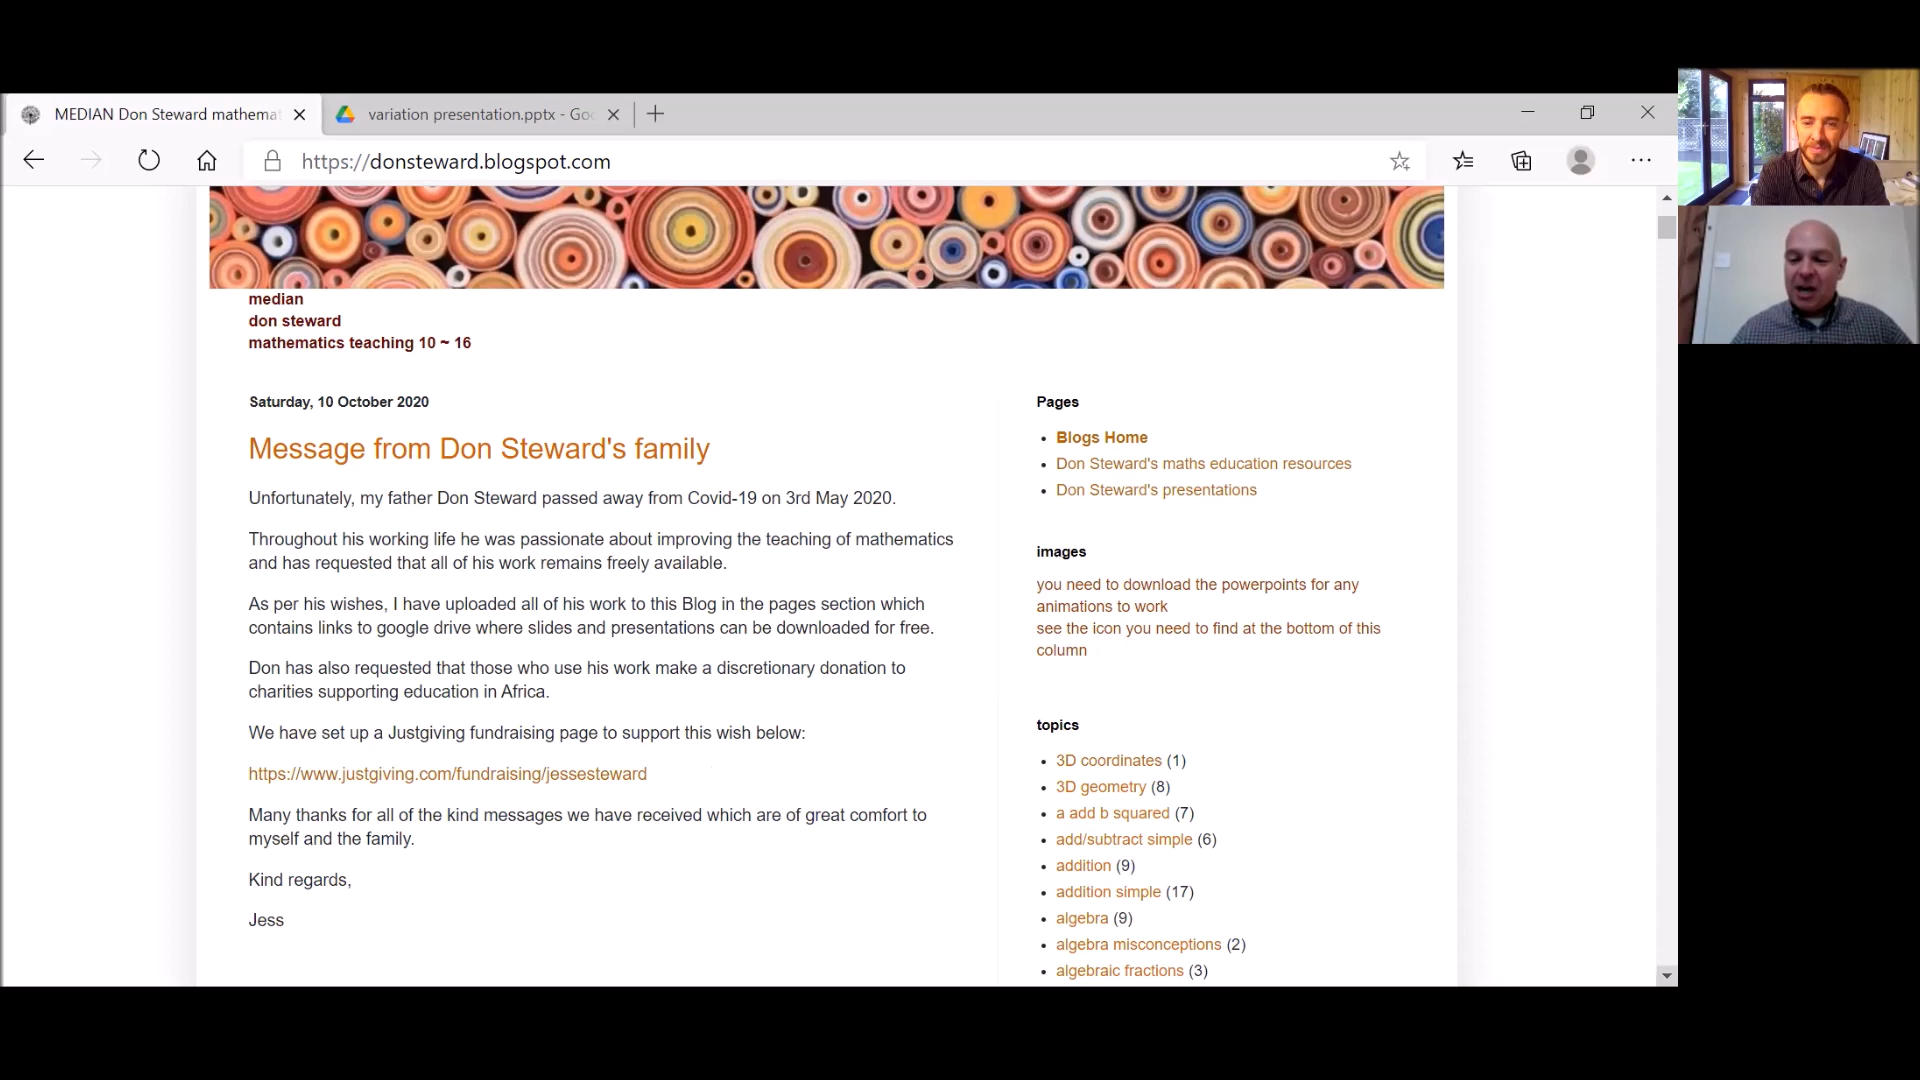 MEDIAN Don Steward mathema
variation presentation.pptx - Goo
https://donsteward.blogspot.com
median
don steward
mathematics teaching 10 ~ 16
Saturday, 10 October 2020
Message from Don Steward's family
Unfortunately, my father Don Steward passed away from Covid-19 on 3rd May 2020.
Throughout his working life he was passionate about improving the teaching of mathematics
and has requested that all of his work remains freely available.
As per his wishes, I have uploaded all of his work to this Blog in the pages section which
contains links to google drive where slides and presentations can be downloaded for free.
Don has also requested that those who use his work make a discretionary donation to
charities supporting education in Africa.
We have set up a Justgiving fundraising page to support this wish below:
https://www.justgiving.com/fundraising/jessesteward
Many thanks for all of the kind messages we have received which are of great comfort to
myself and the family.
Kind regards,
Jess
Pages
Blogs Home
Don Steward's maths education resources
Don Steward's presentations
images
you need to download the powerpoints for any
animations to work
see the icon you need to find at the bottom of this
column
topics
3D coordinates (1)
3D geometry (8)
a add b squared (7)
add/subtract simple (6)
addition (9)
addition simple (17)
algebra (9)
algebra misconceptions (2)
algebraic fractions (3)